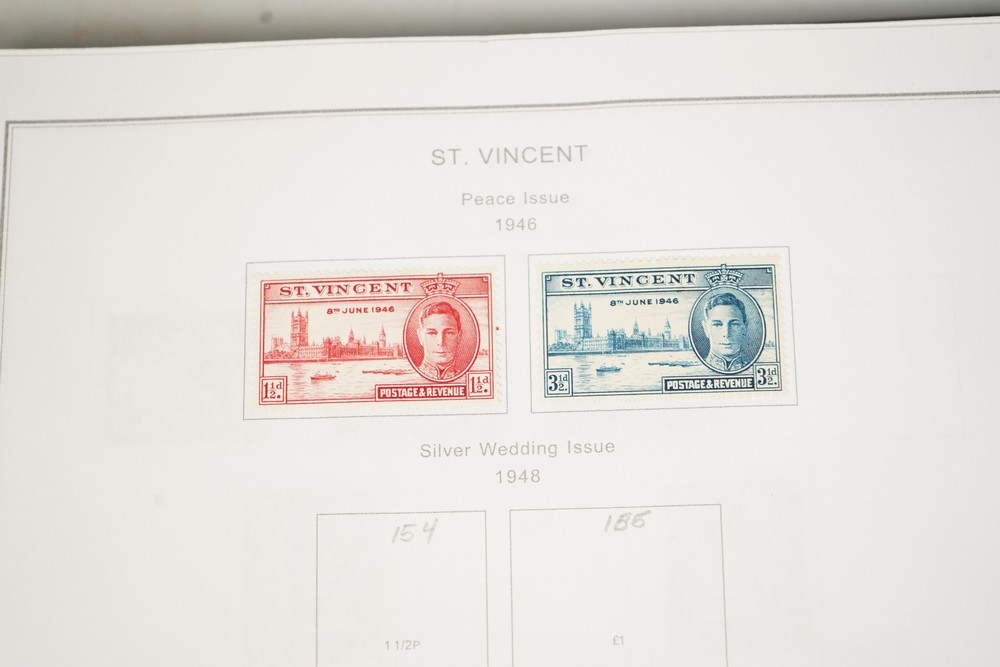 ST. VINCENT
Peace Issue
1946
ST. VINCENT
8TH JUNE 1946
1½d.
POSTAGE & REVENUE
1½d.
ST. VINCENT
8TH JUNE 1946
3½d.
POSTAGE & REVENUE
3½d.
Silver Wedding Issue
1948
154
155
1 1/2P
£1